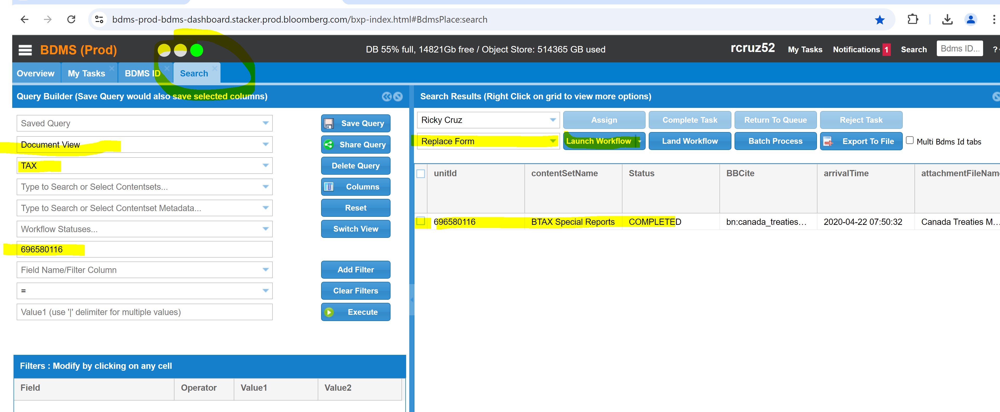 bdms-prod-bdms-dashboard.stacker.prod.bloomberg.com/bxp-index.html#BdmsPlace:search
BDMS (Prod)
DB 55% full, 14821Gb free / Object Store: 514365 GB used
rcruz52
My Tasks
Notifications 1
Search
Bdms ID...
?
Overview
My Tasks
BDMS ID
Search
Query Builder (Save Query would also save selected columns)
Saved Query
Save Query
Document View
Share Query
TAX
Delete Query
Type to Search or Select Contentsets...
Columns
Type to Search or Select Contentset Metadata...
Reset
Workflow Statuses...
Switch View
696580116
Field Name/Filter Column
Add Filter
=
Clear Filters
Value1 (use '|' delimiter for multiple values)
Execute
Filters : Modify by clicking on any cell
Field Operator Value1 Value2
Search Results (Right Click on grid to view more options)
Ricky Cruz
Assign
Complete Task
Return To Queue
Reject Task
Replace Form
Launch Workflow
Land Workflow
Batch Process
Export To File
Multi Bdms Id tabs
unitId contentSetName Status BBCite arrivalTime attachmentFileNam
696580116 BTAX Special Reports COMPLETED bn:canada_treaties... 2020-04-22 07:50:32 Canada Treaties M...